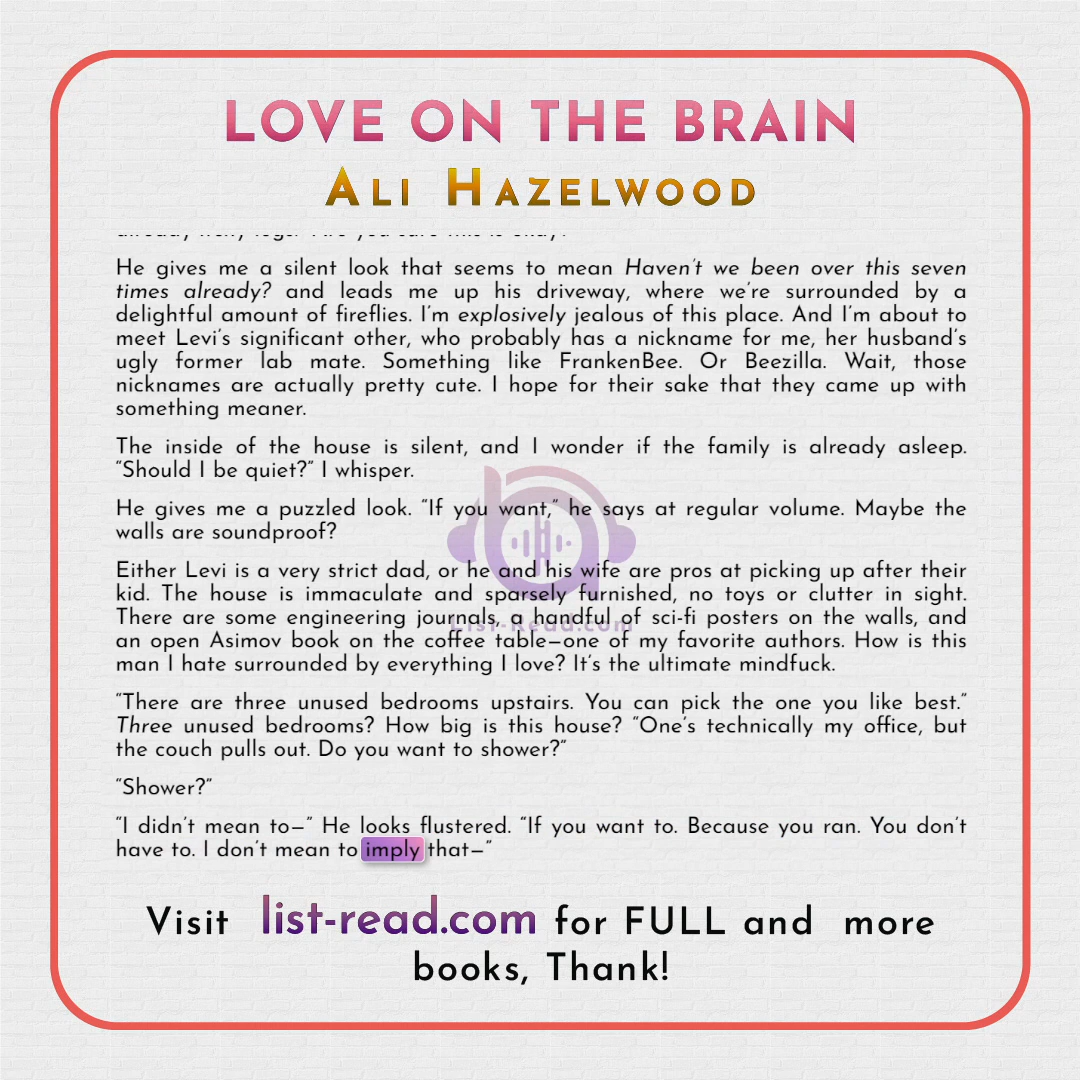 LOVE ON THE BRAIN
ALI HAZELWOOD
He gives me a silent look that seems to mean Haven't we been over this seven
times already? and leads me up his driveway, where we're surrounded by a
delightful amount of fireflies. I'm explosively jealous of this place. And I'm about to
meet Levi's significant other, who probably has a nickname for me, her husband's
ugly former lab mate. Something like FrankenBee. Or Beezilla. Wait, those
nicknames are actually pretty cute. I hope for their sake that they came up with
something meaner.
The inside of the house is silent, and I wonder if the family is already asleep.
“Should I be quiet?” I whisper.
He gives me a puzzled look. “If you want,” he says at regular volume. Maybe the
walls are soundproof?
Either Levi is a very strict dad, or he and his wife are pros at picking up after their
kid. The house is immaculate and sparsely furnished, no toys or clutter in sight.
There are some engineering journals, a handful of sci-fi posters on the walls, and
List-Read.com
an open Asimov book on the coffee table—one of my favorite authors. How is this
man I hate surrounded by everything I love? It's the ultimate mindfuck.
“There are three unused bedrooms upstairs. You can pick the one you like best.”
Three unused bedrooms? How big is this house? “One's technically my office, but
the couch pulls out. Do you want to shower?”
“Shower?”
“I didn't mean to—” He looks flustered. “If you want to. Because you ran. You don't
have to. I don't mean to imply that—”
Visit list-read.com for FULL and more
books, Thank!